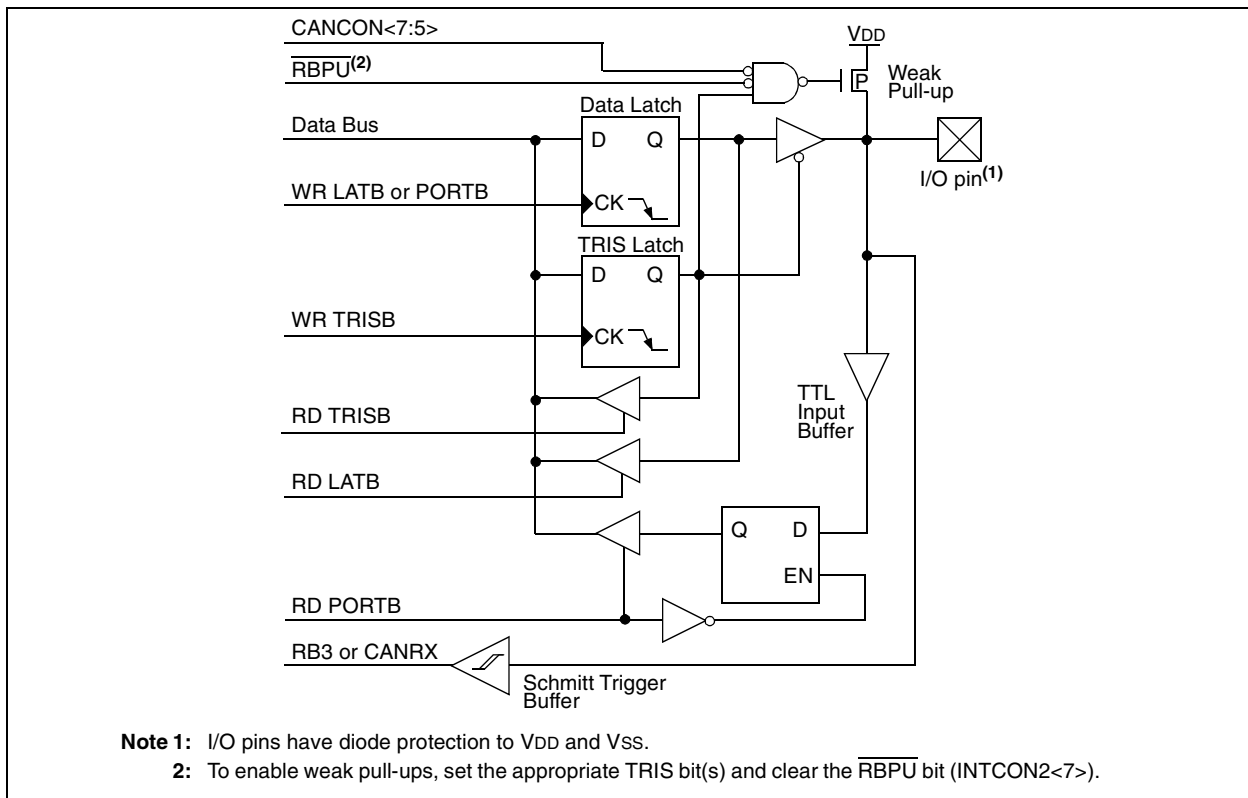 CANCON<7:5>
RBPU(2)
VDD
P
Weak
Pull-up
Data Latch
Data Bus
D Q
I/O pin(1)
WR LATB or PORTB
CK
TRIS Latch
D Q
WR TRISB
CK
TTL
Input
Buffer
RD TRISB
RD LATB
Q D
EN
RD PORTB
RB3 or CANRX
Schmitt Trigger
Buffer
Note 1: I/O pins have diode protection to VDD and VSS.
2: To enable weak pull-ups, set the appropriate TRIS bit(s) and clear the RBPU bit (INTCON2<7>).